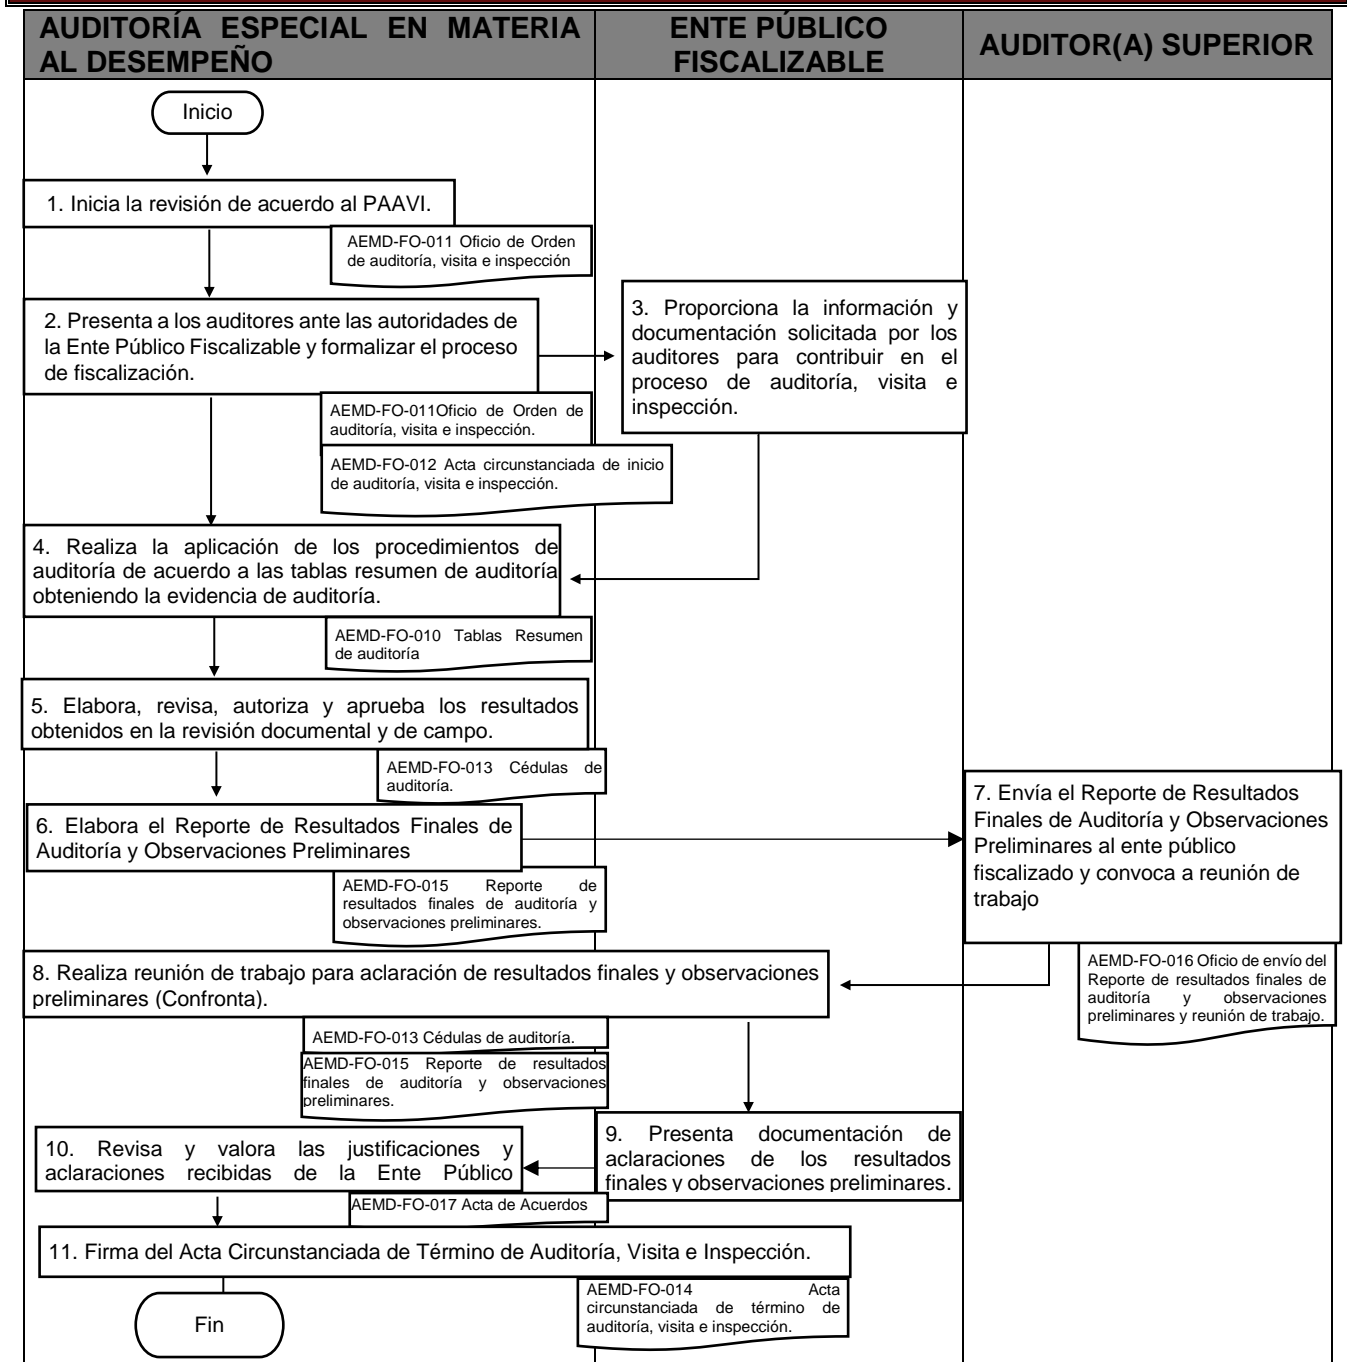 AUDITORÍA ESPECIAL EN MATERIA
AL DESEMPEÑO
ENTE PÚBLICO
FISCALIZABLE
AUDITOR(A) SUPERIOR
Inicio
1. Inicia la revisión de acuerdo al PAAVI.
AEMD-FO-011 Oficio de Orden
de auditoría, visita e inspección
2. Presenta a los auditores ante las autoridades de
la Ente Público Fiscalizable y formalizar el proceso
de fiscalización.
3. Proporciona la información y
documentación solicitada por los
auditores para contribuir en el
proceso de auditoría, visita e
inspección.
AEMD-FO-011Oficio de Orden de
auditoría, visita e inspección.
AEMD-FO-012 Acta circunstanciada de inicio
de auditoría, visita e inspección.
4. Realiza la aplicación de los procedimientos de
auditoría de acuerdo a las tablas resumen de auditoría
obteniendo la evidencia de auditoría.
AEMD-FO-010 Tablas Resumen
de auditoría
5. Elabora, revisa, autoriza y aprueba los resultados
obtenidos en la revisión documental y de campo.
AEMD-FO-013 Cédulas de
auditoría.
6. Elabora el Reporte de Resultados Finales de
Auditoría y Observaciones Preliminares
7. Envía el Reporte de Resultados
Finales de Auditoría y Observaciones
Preliminares al ente público
fiscalizado y convoca a reunión de
trabajo
AEMD-FO-015 Reporte de
resultados finales de auditoría y
observaciones preliminares.
AEMD-FO-016 Oficio de envío del
Reporte de resultados finales de
auditoría y observaciones
preliminares y reunión de trabajo.
8. Realiza reunión de trabajo para aclaración de resultados finales y observaciones
preliminares (Confronta).
AEMD-FO-013 Cédulas de auditoría.
AEMD-FO-015 Reporte de resultados
finales de auditoría y observaciones
preliminares.
9. Presenta documentación de
aclaraciones de los resultados
finales y observaciones preliminares.
10. Revisa y valora las justificaciones y
aclaraciones recibidas de la Ente Público
AEMD-FO-017 Acta de Acuerdos
11. Firma del Acta Circunstanciada de Término de Auditoría, Visita e Inspección.
AEMD-FO-014 Acta
circunstanciada de término de
auditoría, visita e inspección.
Fin